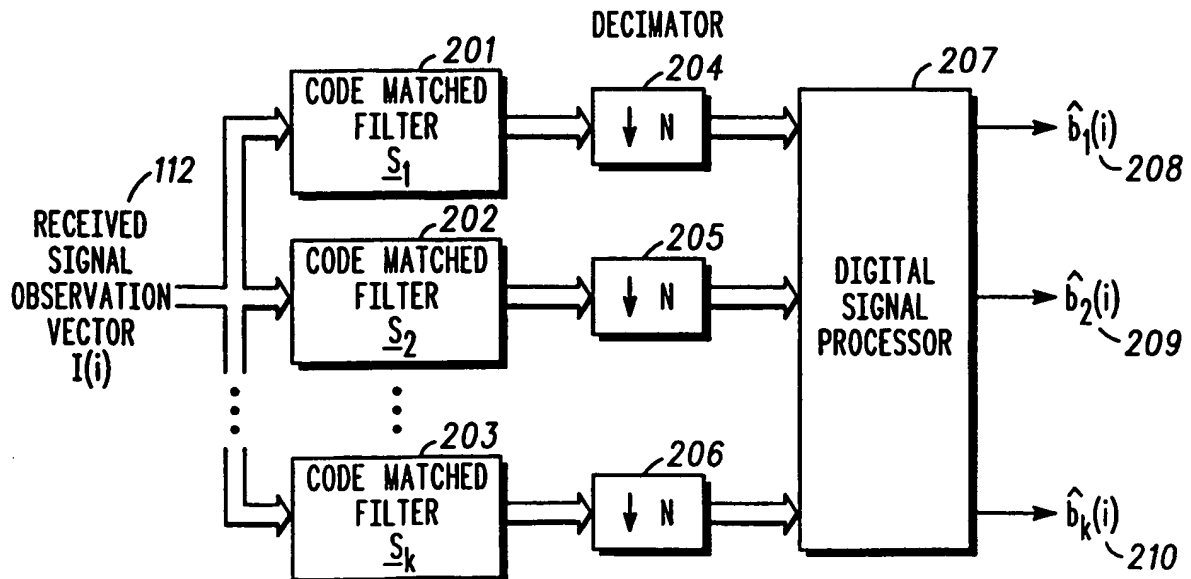 DECIMATOR
201
CODE MATCHED
FILTER
S1
204
↓ N
207
b̂1(i)
208
112
RECEIVED
SIGNAL
OBSERVATION
VECTOR
I(i)
202
CODE MATCHED
FILTER
S2
205
↓ N
DIGITAL
SIGNAL
PROCESSOR
b̂2(i)
209
203
CODE MATCHED
FILTER
Sk
206
↓ N
b̂k(i)
210